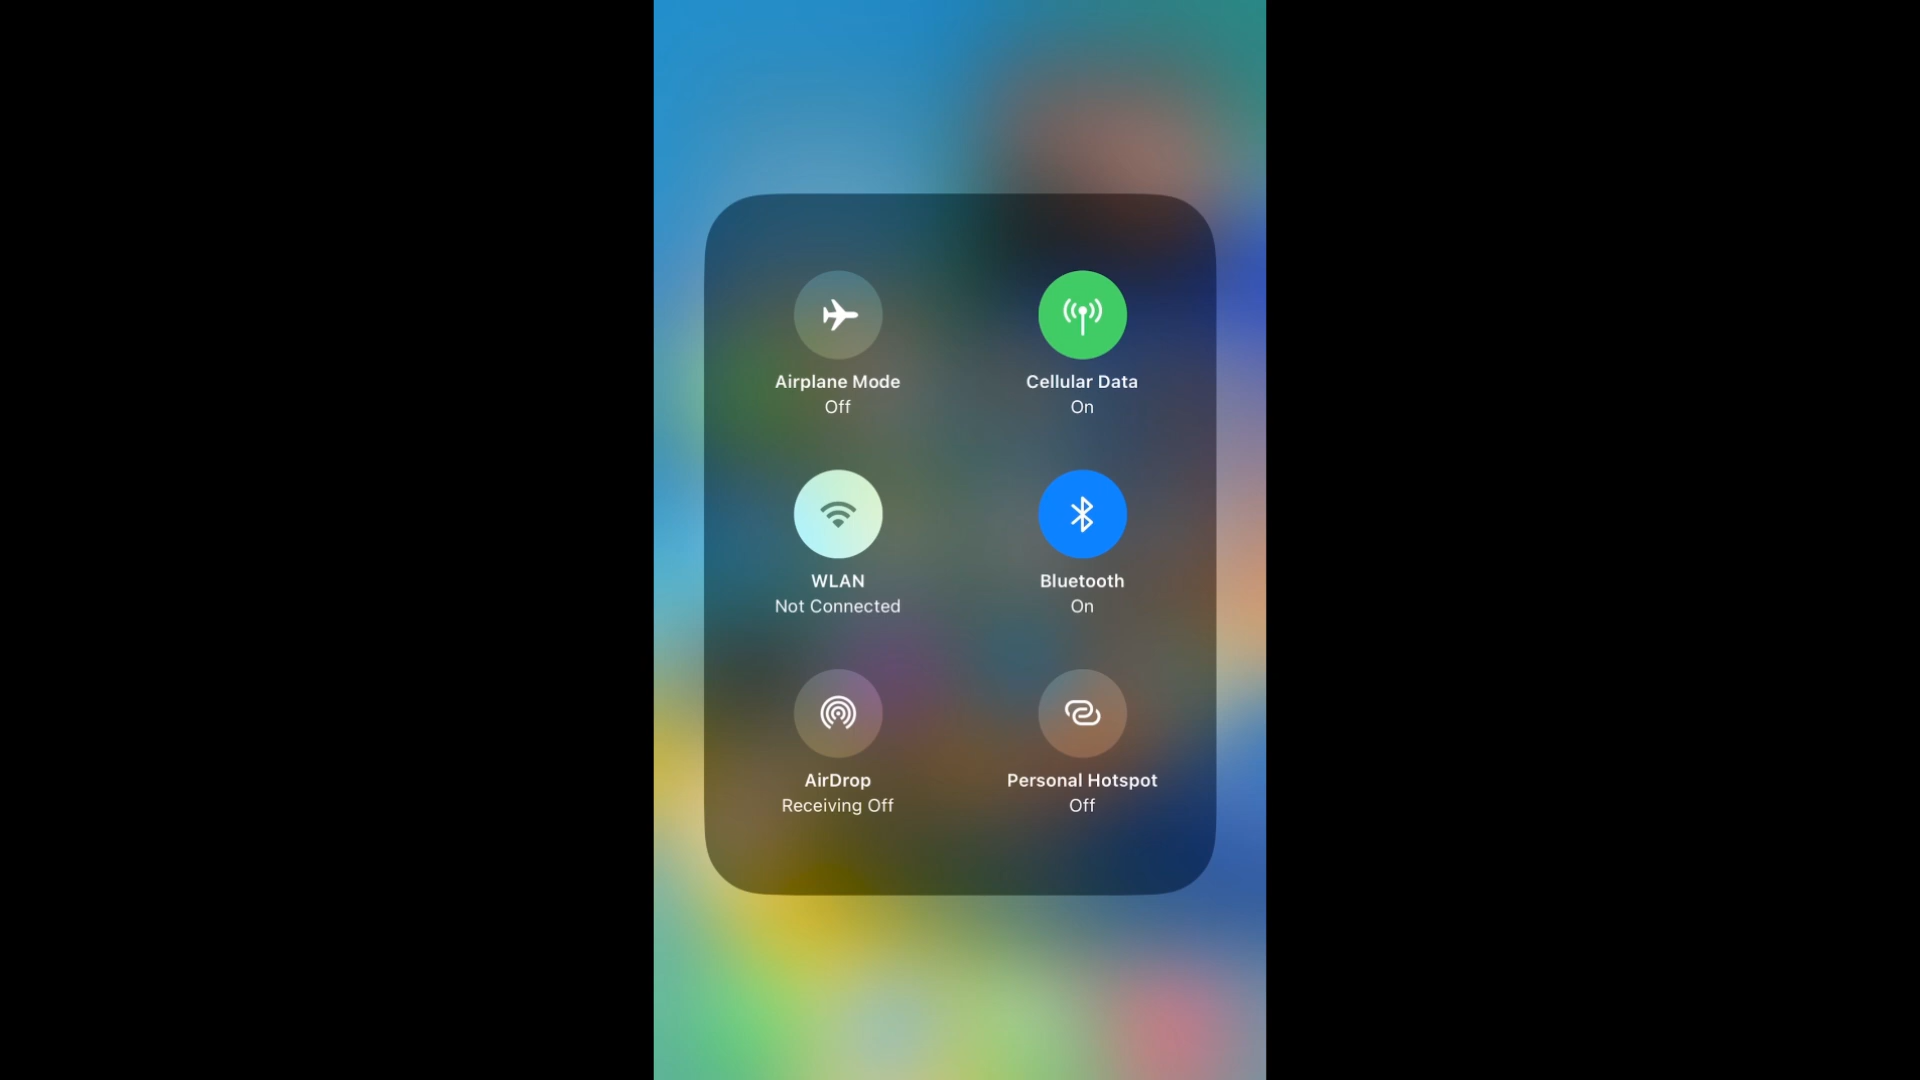 Airplane Mode
Off
Cellular Data
On
WLAN
Not Connected
Bluetooth
On
AirDrop
Receiving Off
Personal Hotspot
Off